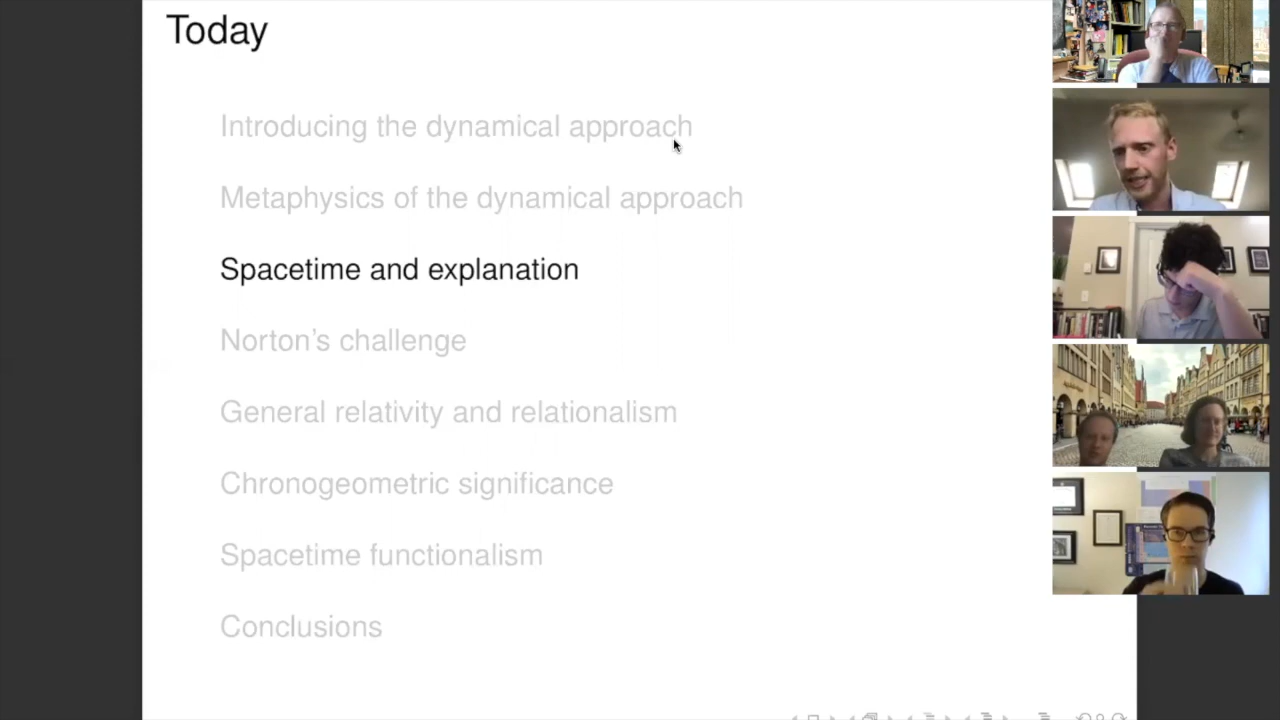 Today
Introducing the dynamical approach
Metaphysics of the dynamical approach
Spacetime and explanation
Norton's challenge
General relativity and relationalism
Chronogeometric significance
Spacetime functionalism
Conclusions